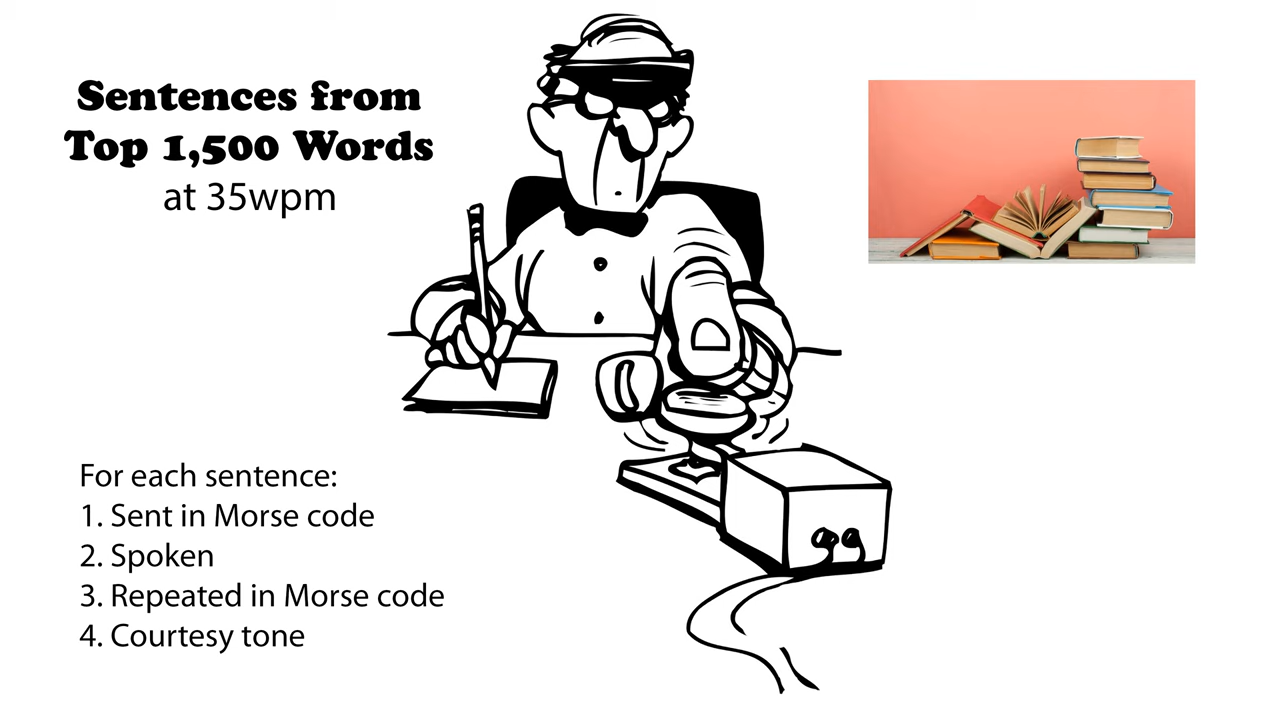 Sentences from
Top 1,500 Words
at 35wpm
For each sentence:
1. Sent in Morse code
2. Spoken
3. Repeated in Morse code
4. Courtesy tone